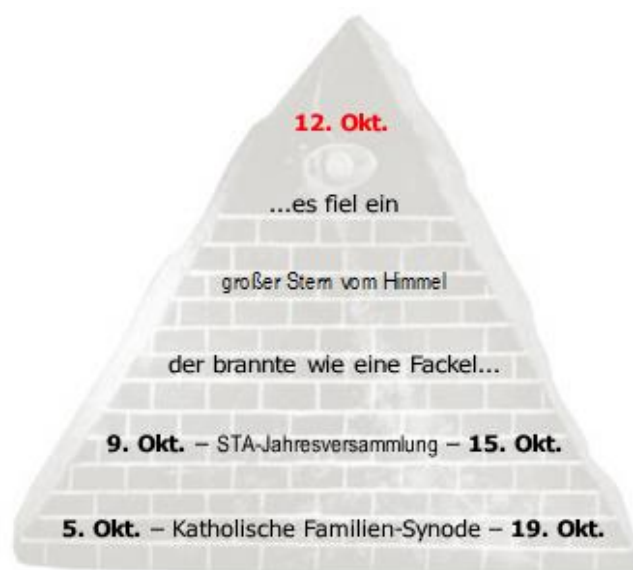 12. Okt.
...es fiel ein
großer Stern vom Himmel
der brannte wie eine Fackel...
9. Okt. – STA-Jahresversammlung – 15. Okt.
5. Okt. – Katholische Familien-Synode – 19. Okt.